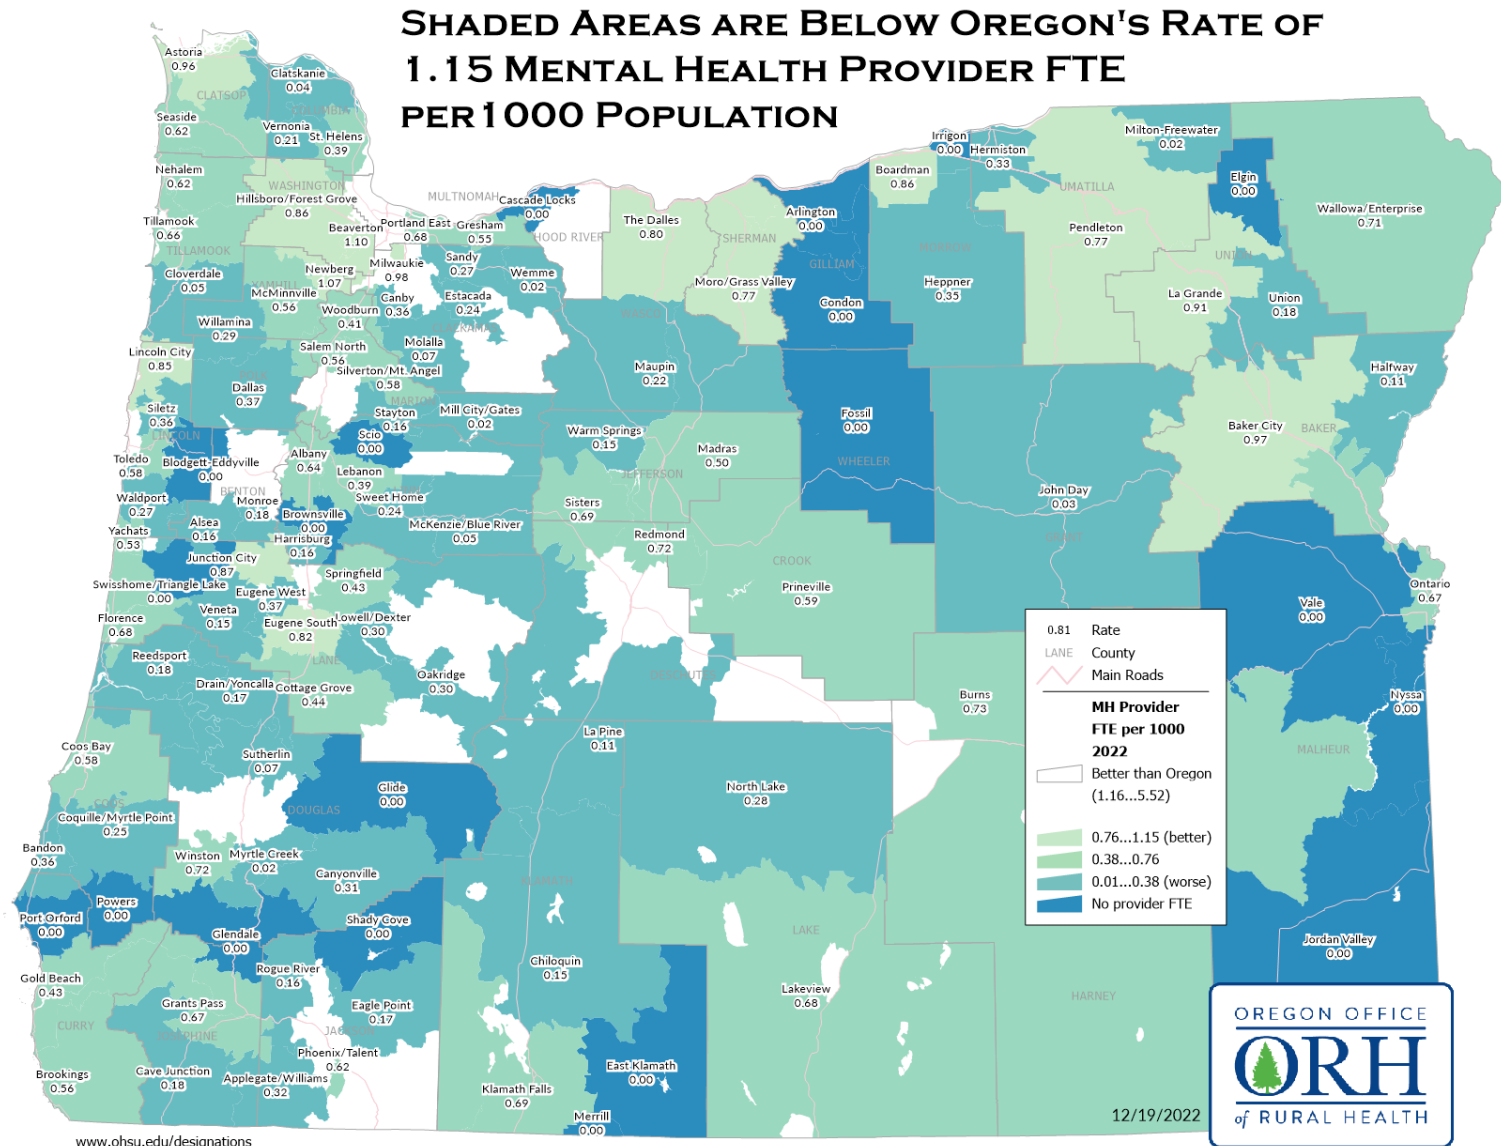 SHADED AREAS ARE BELOW OREGON'S RATE OF
1.15 MENTAL HEALTH PROVIDER FTE
PER 1000 POPULATION
Astoria
0.96
Clatskanie
0.04
CLATSOP
COLUMBIA
Seaside
0.62
Vernonia
0.21
St. Helens
0.39
Nehalem
0.62
WASHINGTON
Hillsboro/Forest Grove
0.86
MULTNOMAH
Cascade Locks
0.00
Tillamook
0.66
Beaverton
1.10
Portland East
0.68
Gresham
0.55
HOOD RIVER
TILLAMOOK
The Dalles
0.80
SHERMAN
Arlington
0.00
GILLIAM
Boardman
0.86
Irrigon
0.00
Hermiston
0.33
Milton-Freewater
0.02
UMATILLA
Pendleton
0.77
Elgin
0.00
Wallowa/Enterprise
0.71
Cloverdale
0.05
Newberg
1.07
Milwaukie
0.98
Sandy
0.27
Wemme
0.02
YAMHILL
McMinnville
0.56
Canby
0.36
Estacada
0.24
Moro/Grass Valley
0.77
Condon
0.00
MORROW
Heppner
0.35
UNION
La Grande
0.91
Union
0.18
Willamina
0.29
Woodburn
0.41
CLACKAMAS
Molalla
0.07
Lincoln City
0.85
Salem North
0.56
Silverton/Mt. Angel
0.58
WASCO
Maupin
0.22
Halfway
0.11
POLK
Dallas
0.37
MARION
Siletz
0.36
LINCOLN
Stayton
0.16
Mill City/Gates
0.02
Scio
0.00
Warm Springs
0.15
Fossil
0.00
WHEELER
Baker City
0.97
BAKER
Toledo
0.58
Blodgett-Eddyville
0.00
Albany
0.64
Lebanon
0.39
Madras
0.50
JEFFERSON
BENTON
Waldport
0.27
Monroe
0.18
Sweet Home
0.24
Sisters
0.69
John Day
0.03
GRANT
Yachats
0.53
Alsea
0.16
Brownsville
0.00
Harrisburg
0.16
McKenzie/Blue River
0.05
Redmond
0.72
CROOK
Prineville
0.59
Junction City
0.87
Swisshome/Triangle Lake
0.00
Eugene West
0.37
Springfield
0.43
Florence
0.68
Veneta
0.15
Eugene South
0.82
Lowell/Dexter
0.30
LANE
Vale
0.00
Ontario
0.67
Reedsport
0.18
Drain/Yoncalla
0.17
Cottage Grove
0.44
Oakridge
0.30
DESCHUTES
Burns
0.73
Nyssa
0.00
MALHEUR
Coos Bay
0.58
Sutherlin
0.07
La Pine
0.11
COOS
Glide
0.00
DOUGLAS
North Lake
0.28
Coquille/Myrtle Point
0.25
Bandon
0.36
Winston
0.72
Myrtle Creek
0.02
Canyonville
0.31
KLAMATH
Port Orford
0.00
Powers
0.00
Glendale
0.00
Shady Cove
0.00
LAKE
Jordan Valley
0.00
Gold Beach
0.43
Rogue River
0.16
Chiloquin
0.15
Lakeview
0.68
HARNEY
Grants Pass
0.67
Eagle Point
0.17
CURRY
JOSEPHINE
JACKSON
Brookings
0.56
Cave Junction
0.18
Applegate/Williams
0.32
Phoenix/Talent
0.62
Klamath Falls
0.69
East Klamath
0.00
Merrill
0.00
0.81 Rate
LANE County
Main Roads
MH Provider
FTE per 1000
2022
Better than Oregon
(1.16...5.52)
0.76...1.15 (better)
0.38...0.76
0.01...0.38 (worse)
No provider FTE
12/19/2022
OREGON OFFICE
ORH
of RURAL HEALTH
www.ohsu.edu/designations